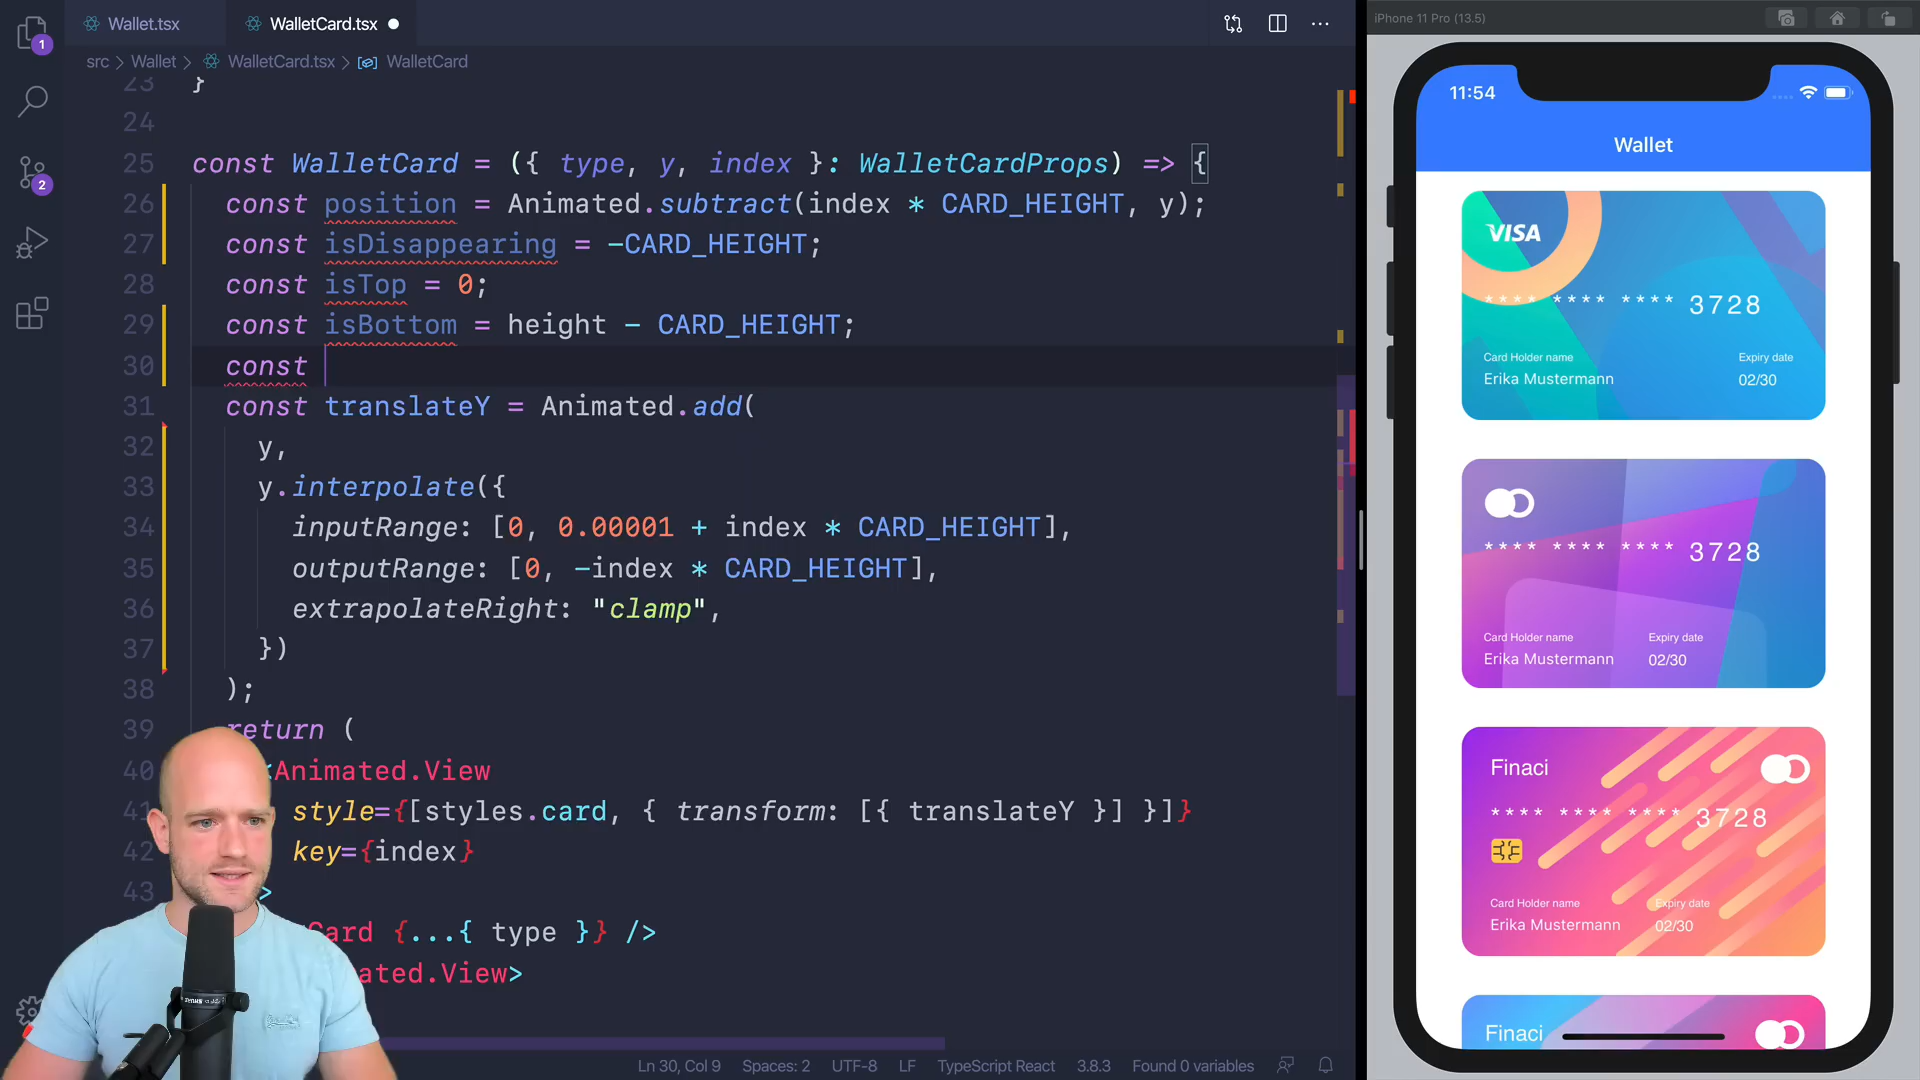 Wallet.tsx
WalletCard.tsx
src > Wallet > WalletCard.tsx > WalletCard
1
2
23 }
24
25 const WalletCard = ({ type, y, index }: WalletCardProps) => {
26 const position = Animated.subtract(index * CARD_HEIGHT, y);
27 const isDisappearing = -CARD_HEIGHT;
28 const isTop = 0;
29 const isBottom = height - CARD_HEIGHT;
30 const
31 const translateY = Animated.add(
32 y,
33 y.interpolate({
34 inputRange: [0, 0.00001 + index * CARD_HEIGHT],
35 outputRange: [0, -index * CARD_HEIGHT],
36 extrapolateRight: "clamp",
37 })
38 );
39 return (
40 <Animated.View
41 style={[styles.card, { transform: [{ translateY }] }]}
42 key={index}
43 >
Card {...{ type }} />
ated.View>
Ln 30, Col 9 Spaces: 2 UTF-8 LF TypeScript React 3.8.3 Found 0 variables
iPhone 11 Pro (13.5)
11:54
Wallet
VISA
**** **** **** 3728
Card Holder name Expiry date
Erika Mustermann 02/30
**** **** **** 3728
Card Holder name Expiry date
Erika Mustermann 02/30
Finaci
**** **** **** 3728
Card Holder name Expiry date
Erika Mustermann 02/30
Finaci